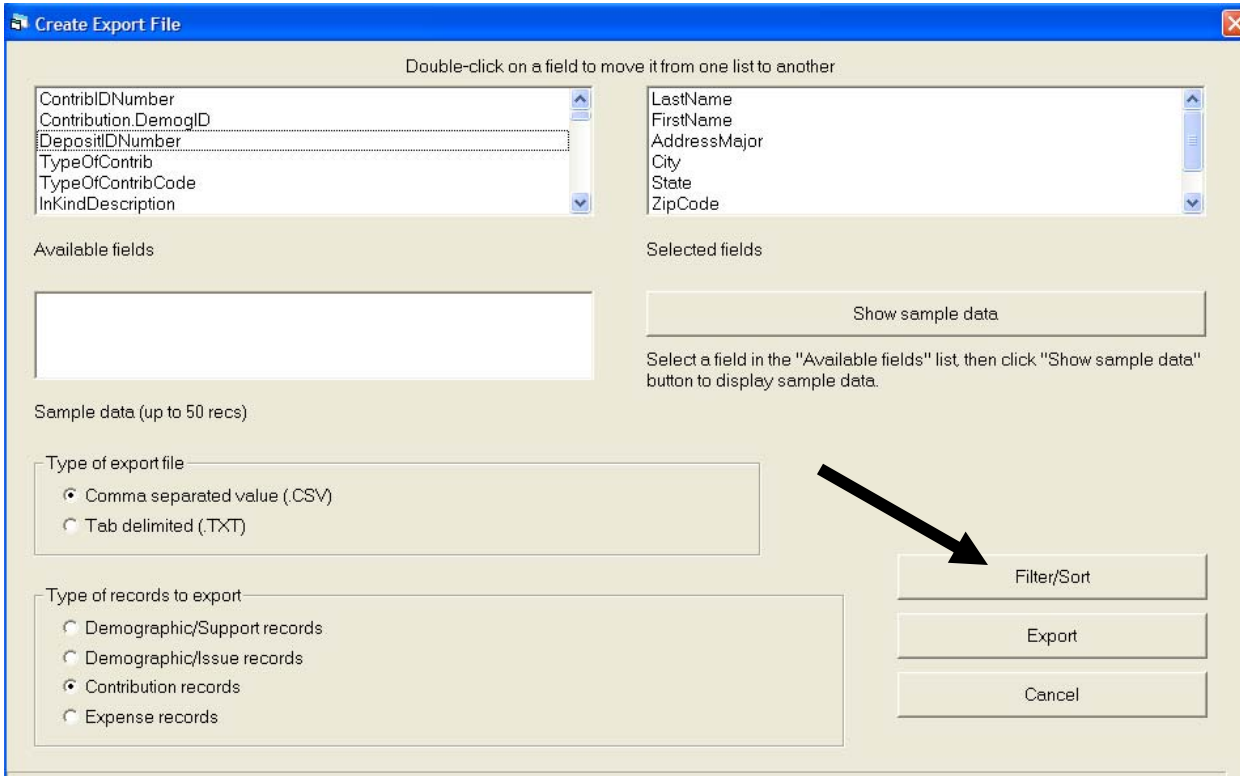 Create Export File
Double-click on a field to move it from one list to another
ContribIDNumber
Contribution.DemogID
DepositIDNumber
TypeOfContrib
TypeOfContribCode
InKindDescription
LastName
FirstName
AddressMajor
City
State
ZipCode
Available fields
Selected fields
Show sample data
Select a field in the "Available fields" list, then click "Show sample data"
button to display sample data.
Sample data (up to 50 recs)
Type of export file
Comma separated value (.CSV)
Tab delimited (.TXT)
Type of records to export
Demographic/Support records
Demographic/Issue records
Contribution records
Expense records
Filter/Sort
Export
Cancel